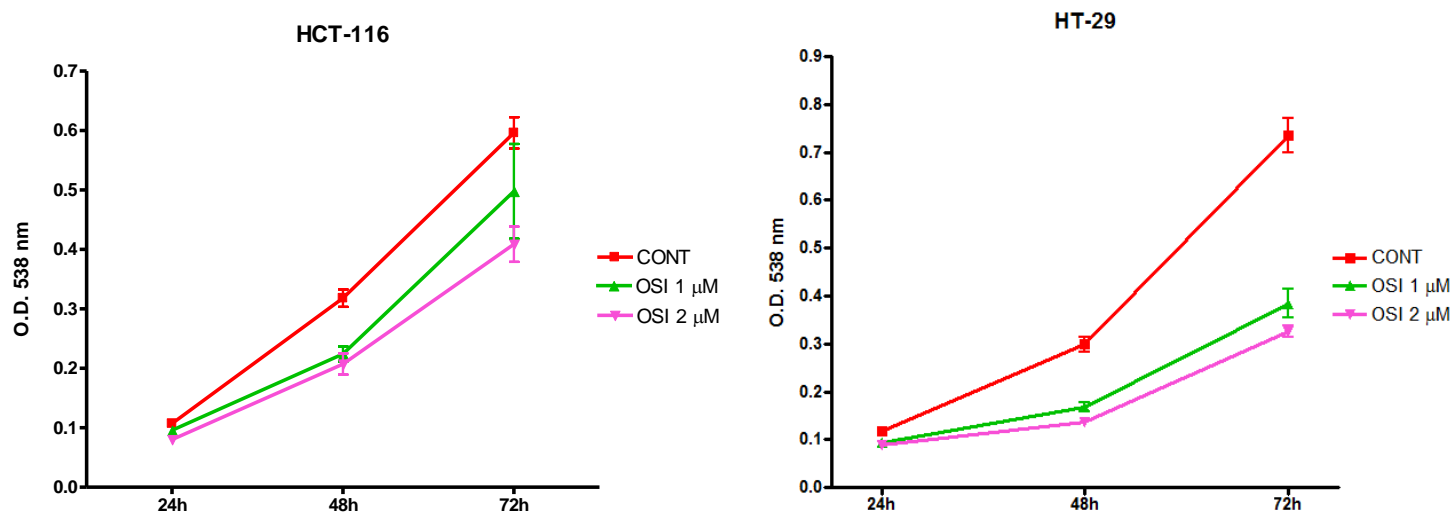 HCT-116
0.7
0.6
0.5
0.4
0.3
0.2
0.1
0.0
O.D. 538 nm
24h
48h
72h
CONT
OSI 1 μM
OSI 2 μM
HT-29
0.9
0.8
0.7
0.6
0.5
0.4
0.3
0.2
0.1
0.0
O.D. 538 nm
24h
48h
72h
CONT
OSI 1 μM
OSI 2 μM